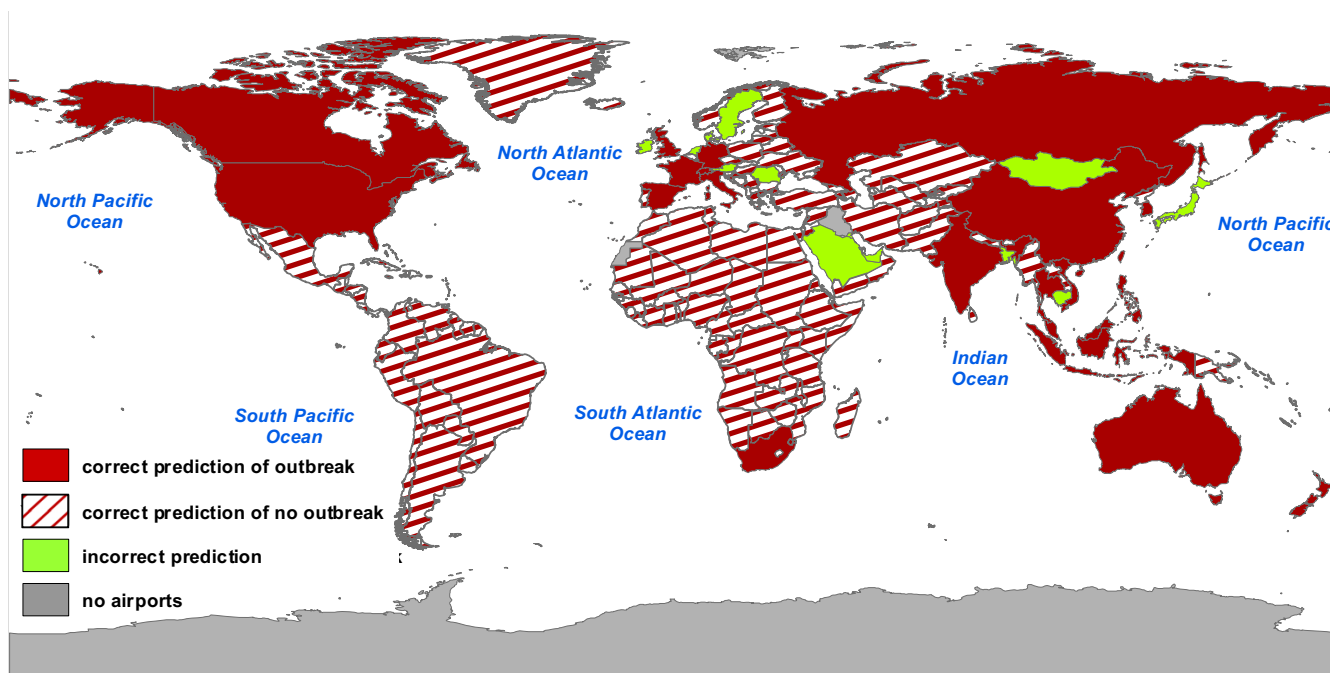 North Atlantic
Ocean
North Pacific
Ocean
North Pacific
Ocean
Indian
Ocean
South Pacific
Ocean
South Atlantic
Ocean
correct prediction of outbreak
correct prediction of no outbreak
incorrect prediction
no airports